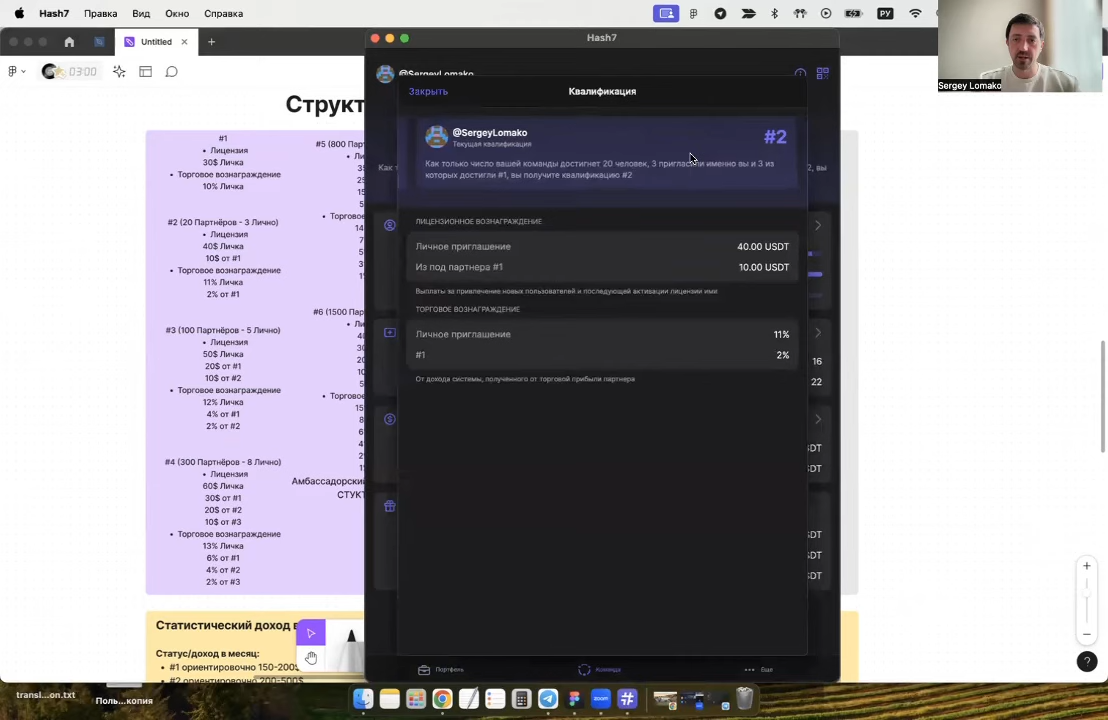 Hash7 Правка Вид Окно Справка
РУ
Untitled
03:00
Hash7
@SergeyLomako
Закрыть
Квалификация
@SergeyLomako
Текущая квалификация
#2
Как только число вашей команды достигнет 20 человек, 3 пригласили именно вы и 3 из
которых достигли #1, вы получите квалификацию #2
ЛИЦЕНЗИОННОЕ ВОЗНАГРАЖДЕНИЕ
Личное приглашение 40.00 USDT
Из под партнера #1 10.00 USDT
Выплаты за привлечение новых пользователей и последующей активации лицензии ими
ТОРГОВОЕ ВОЗНАГРАЖДЕНИЕ
Личное приглашение 11%
#1 2%
От дохода системы, полученного от торговой прибыли партнера
16
22
Портфель
Команда
Еще
Sergey Lomako
#1
• Лицензия
30$ Личка
• Торговое вознаграждение
10% Личка
#2 (20 Партнёров - 3 Лично)
• Лицензия
40$ Личка
10$ от #1
• Торговое вознаграждение
11% Личка
2% от #1
#3 (100 Партнёров - 5 Лично)
• Лицензия
50$ Личка
20$ от #1
10$ от #2
• Торговое вознаграждение
12% Личка
4% от #1
2% от #2
#4 (300 Партнёров - 8 Лично)
• Лицензия
60$ Личка
30$ от #1
20$ от #2
10$ от #3
• Торговое вознаграждение
13% Личка
6% от #1
4% от #2
2% от #3
#5 (800
#6 (1500
Статистический доход
Статус/доход в месяц:
• #1 ориентировочно 150-200$
• #2 ориентировочно 200-500$
transl...on.txt
Поль...копия